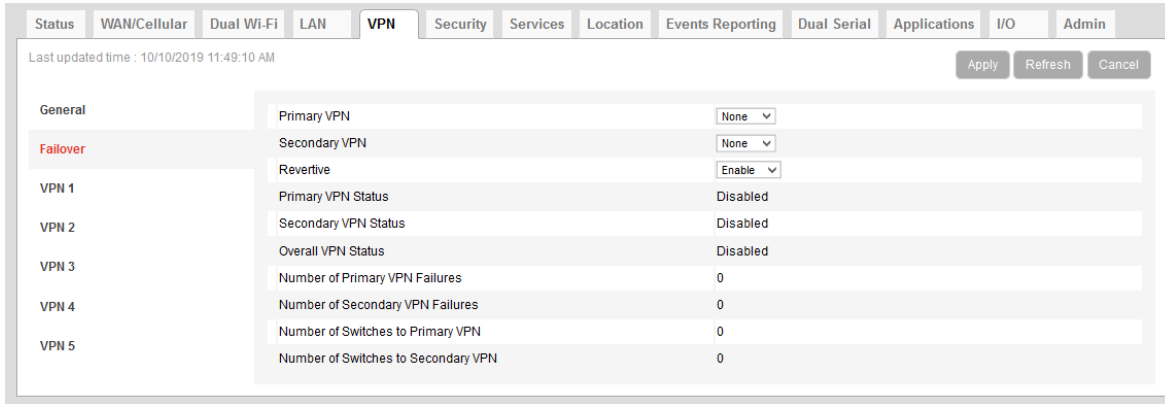 Status WAN/Cellular Dual Wi-Fi LAN VPN Security Services Location Events Reporting Dual Serial Applications I/O Admin
Last updated time : 10/10/2019 11:49:10 AM
Apply Refresh Cancel
General
Failover
VPN 1
VPN 2
VPN 3
VPN 4
VPN 5
Primary VPN None
Secondary VPN None
Revertive Enable
Primary VPN Status Disabled
Secondary VPN Status Disabled
Overall VPN Status Disabled
Number of Primary VPN Failures 0
Number of Secondary VPN Failures 0
Number of Switches to Primary VPN 0
Number of Switches to Secondary VPN 0